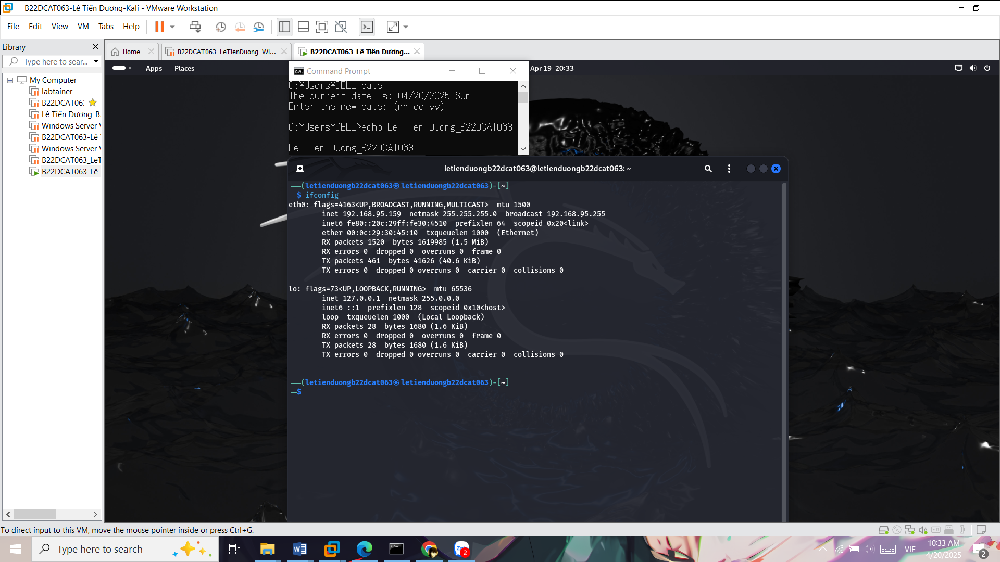 B22DCAT063-Lê Tiến Dương-Kali - VMware Workstation
File Edit View VM Tabs Help
Library
Home
B22DCAT063_LeTienDuong_Wi...
B22DCAT063-Lê Tiến Dương...
Type here to sear...
My Computer
labtainer
B22DCAT06
Lê Tiến Dương_B
Windows Server
B22DCAT063-Lê
Windows Server
B22DCAT063_LeT
B22DCAT063-Lê
Apps Places
Apr 19 20:33
Command Prompt
C:¥Users¥DELL>date
The current date is: 04/20/2025 Sun
Enter the new date: (mm-dd-yy)
C:¥Users¥DELL>echo Le Tien Duong_B22DCAT063
Le Tien Duong_B22DCAT063
letienduongb22dcat063@letienduongb22dcat063: ~
┌──(letienduongb22dcat063㉿letienduongb22dcat063)-[~]
└─$ ifconfig
eth0: flags=4163<UP,BROADCAST,RUNNING,MULTICAST>  mtu 1500
inet 192.168.95.159  netmask 255.255.255.0  broadcast 192.168.95.255
inet6 fe80::20c:29ff:fe30:4510  prefixlen 64  scopeid 0x20<link>
ether 00:0c:29:30:45:10  txqueuelen 1000  (Ethernet)
RX packets 1520  bytes 1619985 (1.5 MiB)
RX errors 0  dropped 0  overruns 0  frame 0
TX packets 461  bytes 41626 (40.6 KiB)
TX errors 0  dropped 0 overruns 0  carrier 0  collisions 0
lo: flags=73<UP,LOOPBACK,RUNNING>  mtu 65536
inet 127.0.0.1  netmask 255.0.0.0
inet6 ::1  prefixlen 128  scopeid 0x10<host>
loop  txqueuelen 1000  (Local Loopback)
RX packets 28  bytes 1680 (1.6 KiB)
RX errors 0  dropped 0  overruns 0  frame 0
TX packets 28  bytes 1680 (1.6 KiB)
TX errors 0  dropped 0 overruns 0  carrier 0  collisions 0
┌──(letienduongb22dcat063㉿letienduongb22dcat063)-[~]
└─$
To direct input to this VM, move the mouse pointer inside or press Ctrl+G.
Type here to search
2
VIE
10:33 AM
4/20/2025
2